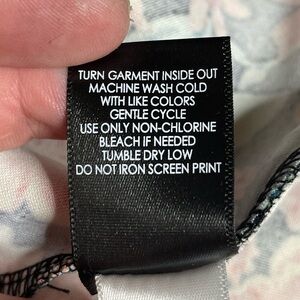 TURN GARMENT INSIDE OUT
MACHINE WASH COLD
WITH LIKE COLORS
GENTLE CYCLE
USE ONLY NON-CHLORINE
BLEACH IF NEEDED
TUMBLE DRY LOW
DO NOT IRON SCREEN PRINT